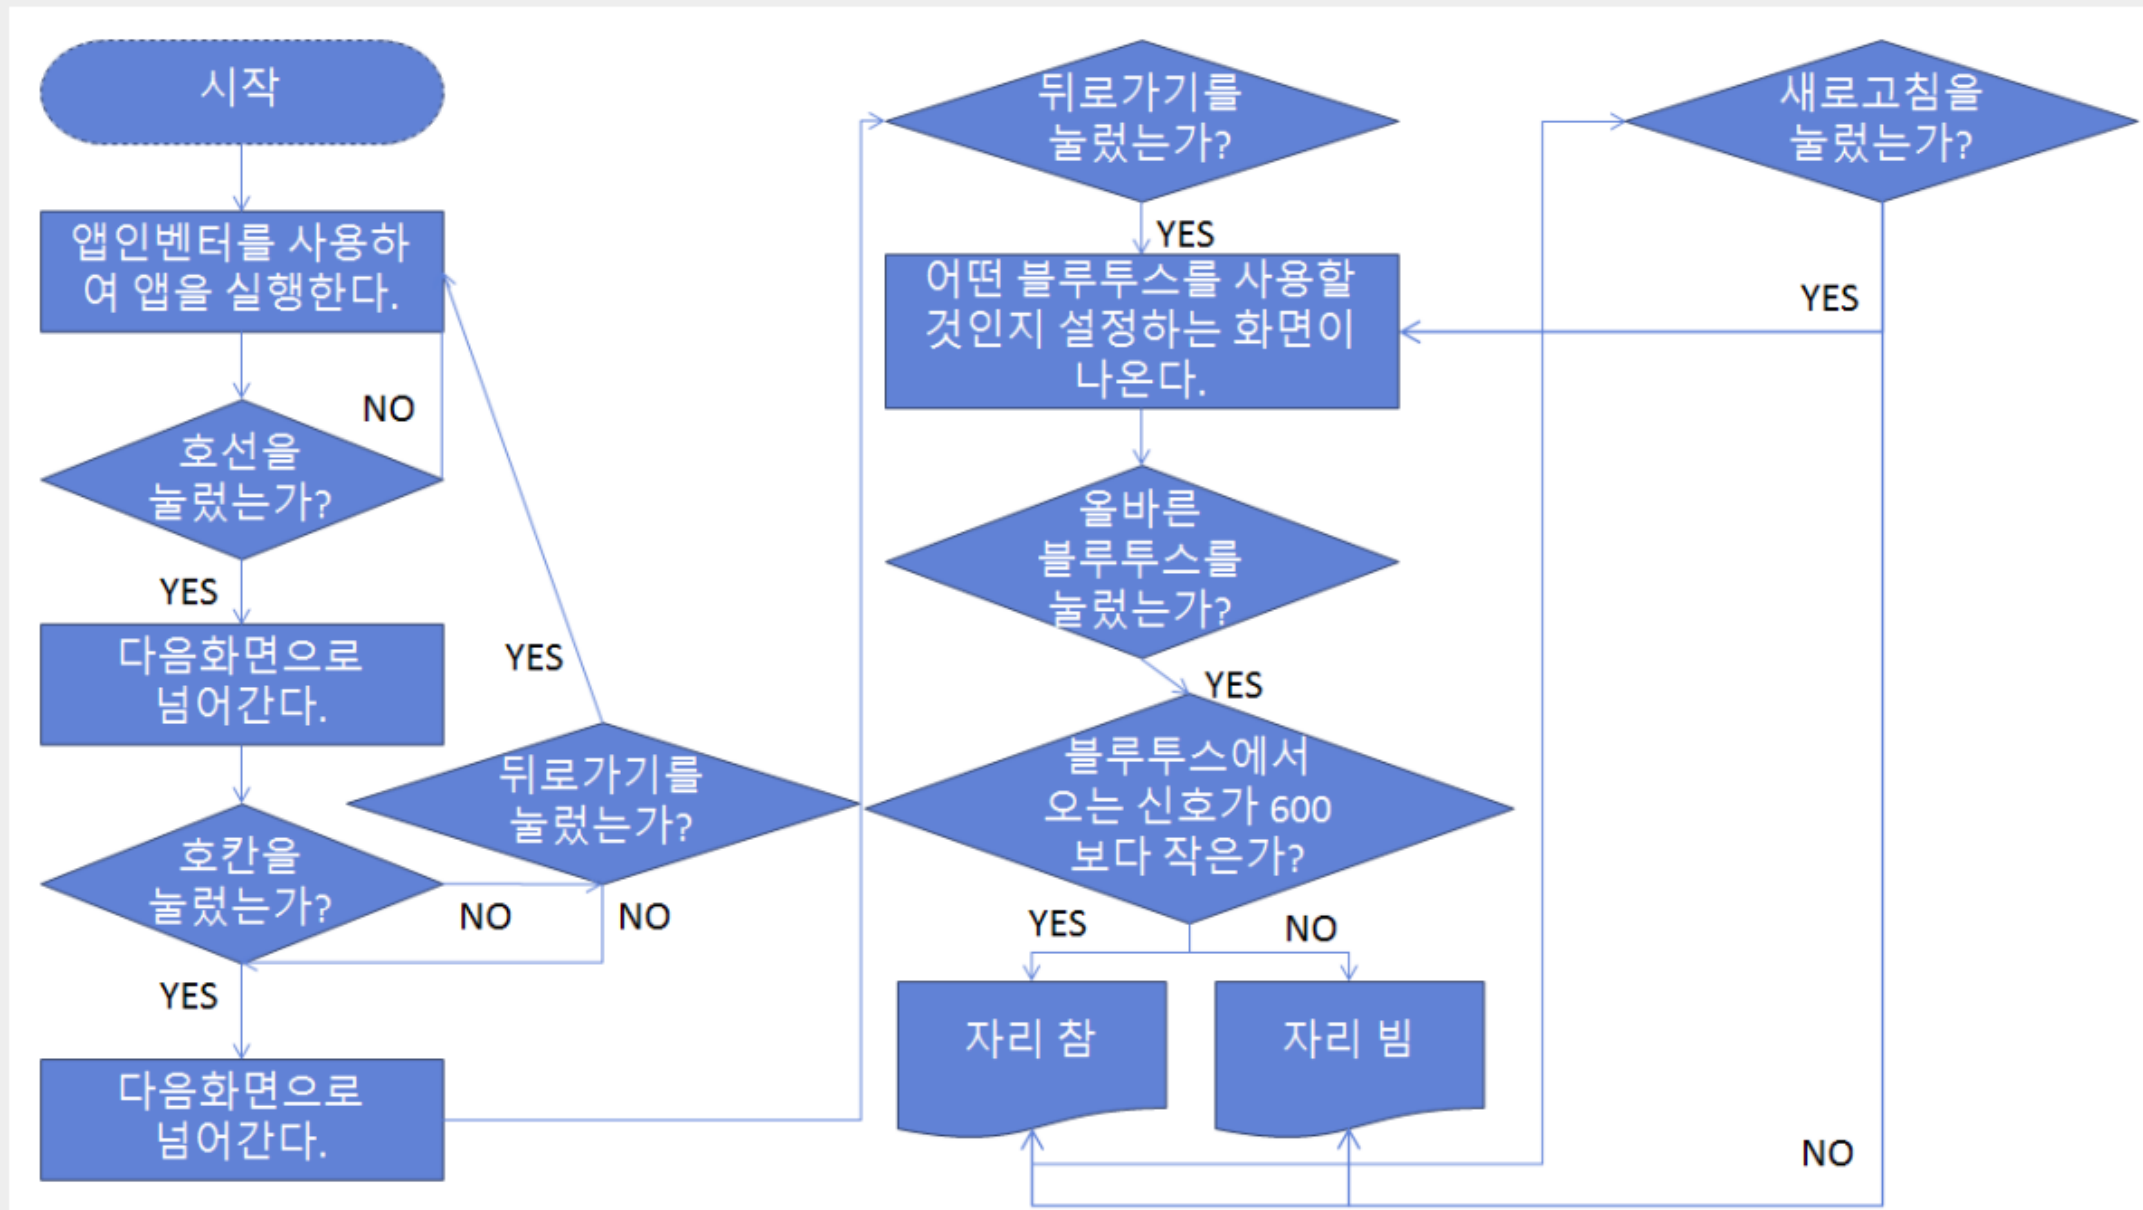 시작
앱인벤터를 사용하
여 앱을 실행한다.
NO
호선을
눌렀는가?
YES
다음화면으로
넘어간다.
YES
뒤로가기를
눌렀는가?
호칸을
눌렀는가?
NO
NO
YES
다음화면으로
넘어간다.
뒤로가기를
눌렀는가?
YES
어떤 블루투스를 사용할
것인지 설정하는 화면이
나온다.
올바른
블루투스를
눌렀는가?
YES
블루투스에서
오는 신호가 600
보다 작은가?
YES
NO
자리 참
자리 빔
새로고침을
눌렀는가?
YES
NO